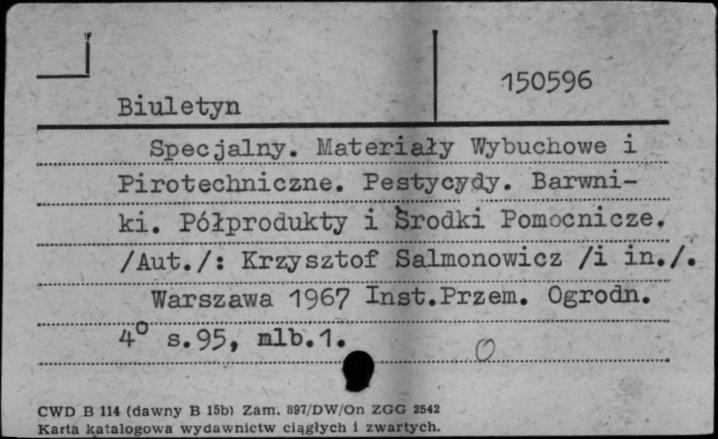 150596
Biuletyn
Specjalny. Materiały Wybuchowe i
Pirotechniczne. Pestycydy. Barwni-
ki. Półprodukty i Środki Pomocnicze.
/Aut./: Krzysztof Salmonowicz /i in./.
Warszawa 1967 Inst.Przem. Ogrodn.
4° s.95, nlb.1.
O
CWD B 114 (dawny B 15b) Zam. 897/DW/On ZGG 2542
Karta katalogowa wydawnictw ciągłych i zwartych.